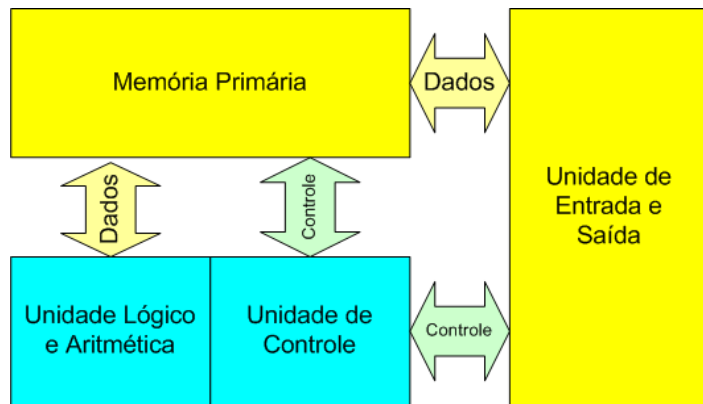 Memória Primária
Dados
Unidade de
Entrada e
Saída
Dados
Controle
Unidade Lógico
e Aritmética
Unidade de
Controle
Controle